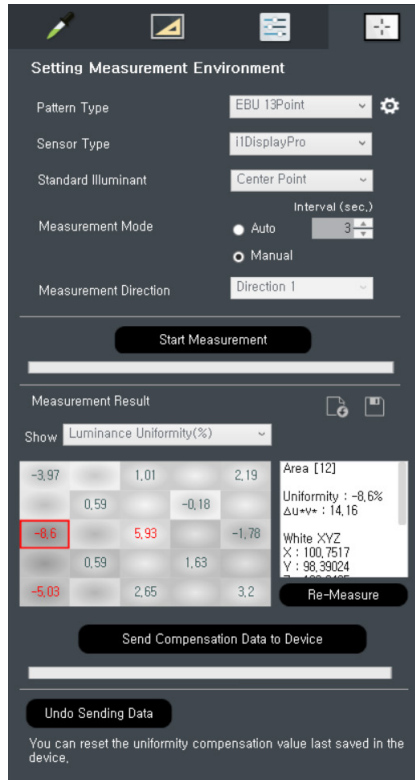 Setting Measurement Environment
Pattern Type
EBU 13Point
Sensor Type
i1DisplayPro
Standard Illuminant
Center Point
Interval (sec,)
Measurement Mode
Auto
3
Manual
Measurement Direction
Direction 1
Start Measurement
Measurement Result
Show Luminance Uniformity(%)
-3,97 1,01 2,19
0,59 -0,18
-8,6 5,93 -1,78
0,59 1,63
-5,03 2,65 3,2
Area [12]
Uniformity : -8,6%
Δu*v* : 14,16
White XYZ
X : 100,7517
Y : 98,39024
Re-Measure
Send Compensation Data to Device
Undo Sending Data
You can reset the uniformity compensation value last saved in the
device,